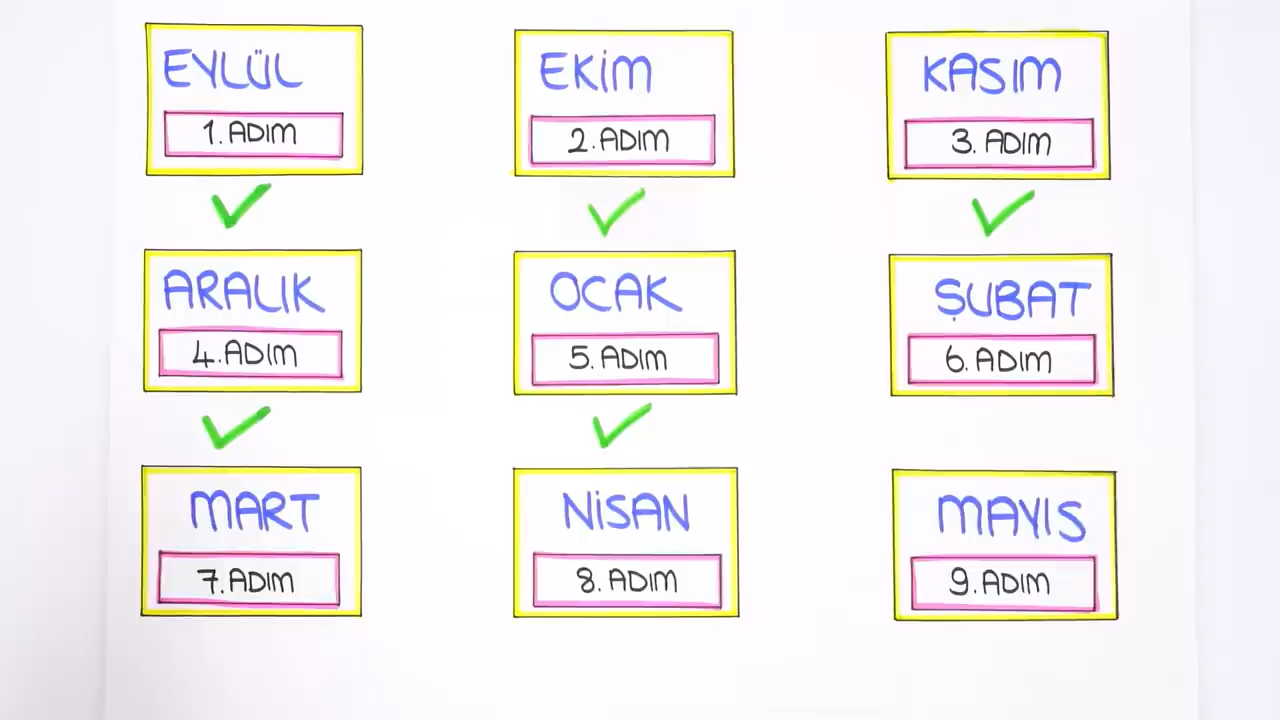 EYLÜL
1. ADIM
EKİM
2. ADIM
KASIM
3. ADIM
ARALIK
4. ADIM
OCAK
5. ADIM
ŞUBAT
6. ADIM
MART
7. ADIM
NİSAN
8. ADIM
MAYIS
9. ADIM